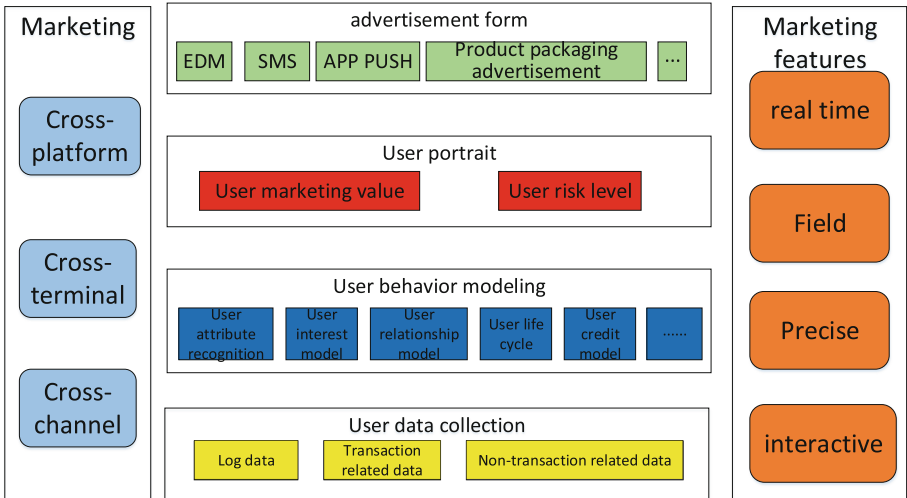 Marketing
Cross-
platform
Cross-
terminal
Cross-
channel
advertisement form
EDM
SMS
APP PUSH
Product packaging
advertisement
...
User portrait
User marketing value
User risk level
User behavior modeling
User
attribute
recognition
User
interest
model
User
relationship
model
User life
cycle
User
credit
model
......
User data collection
Log data
Transaction
related data
Non-transaction related data
Marketing
features
real time
Field
Precise
interactive